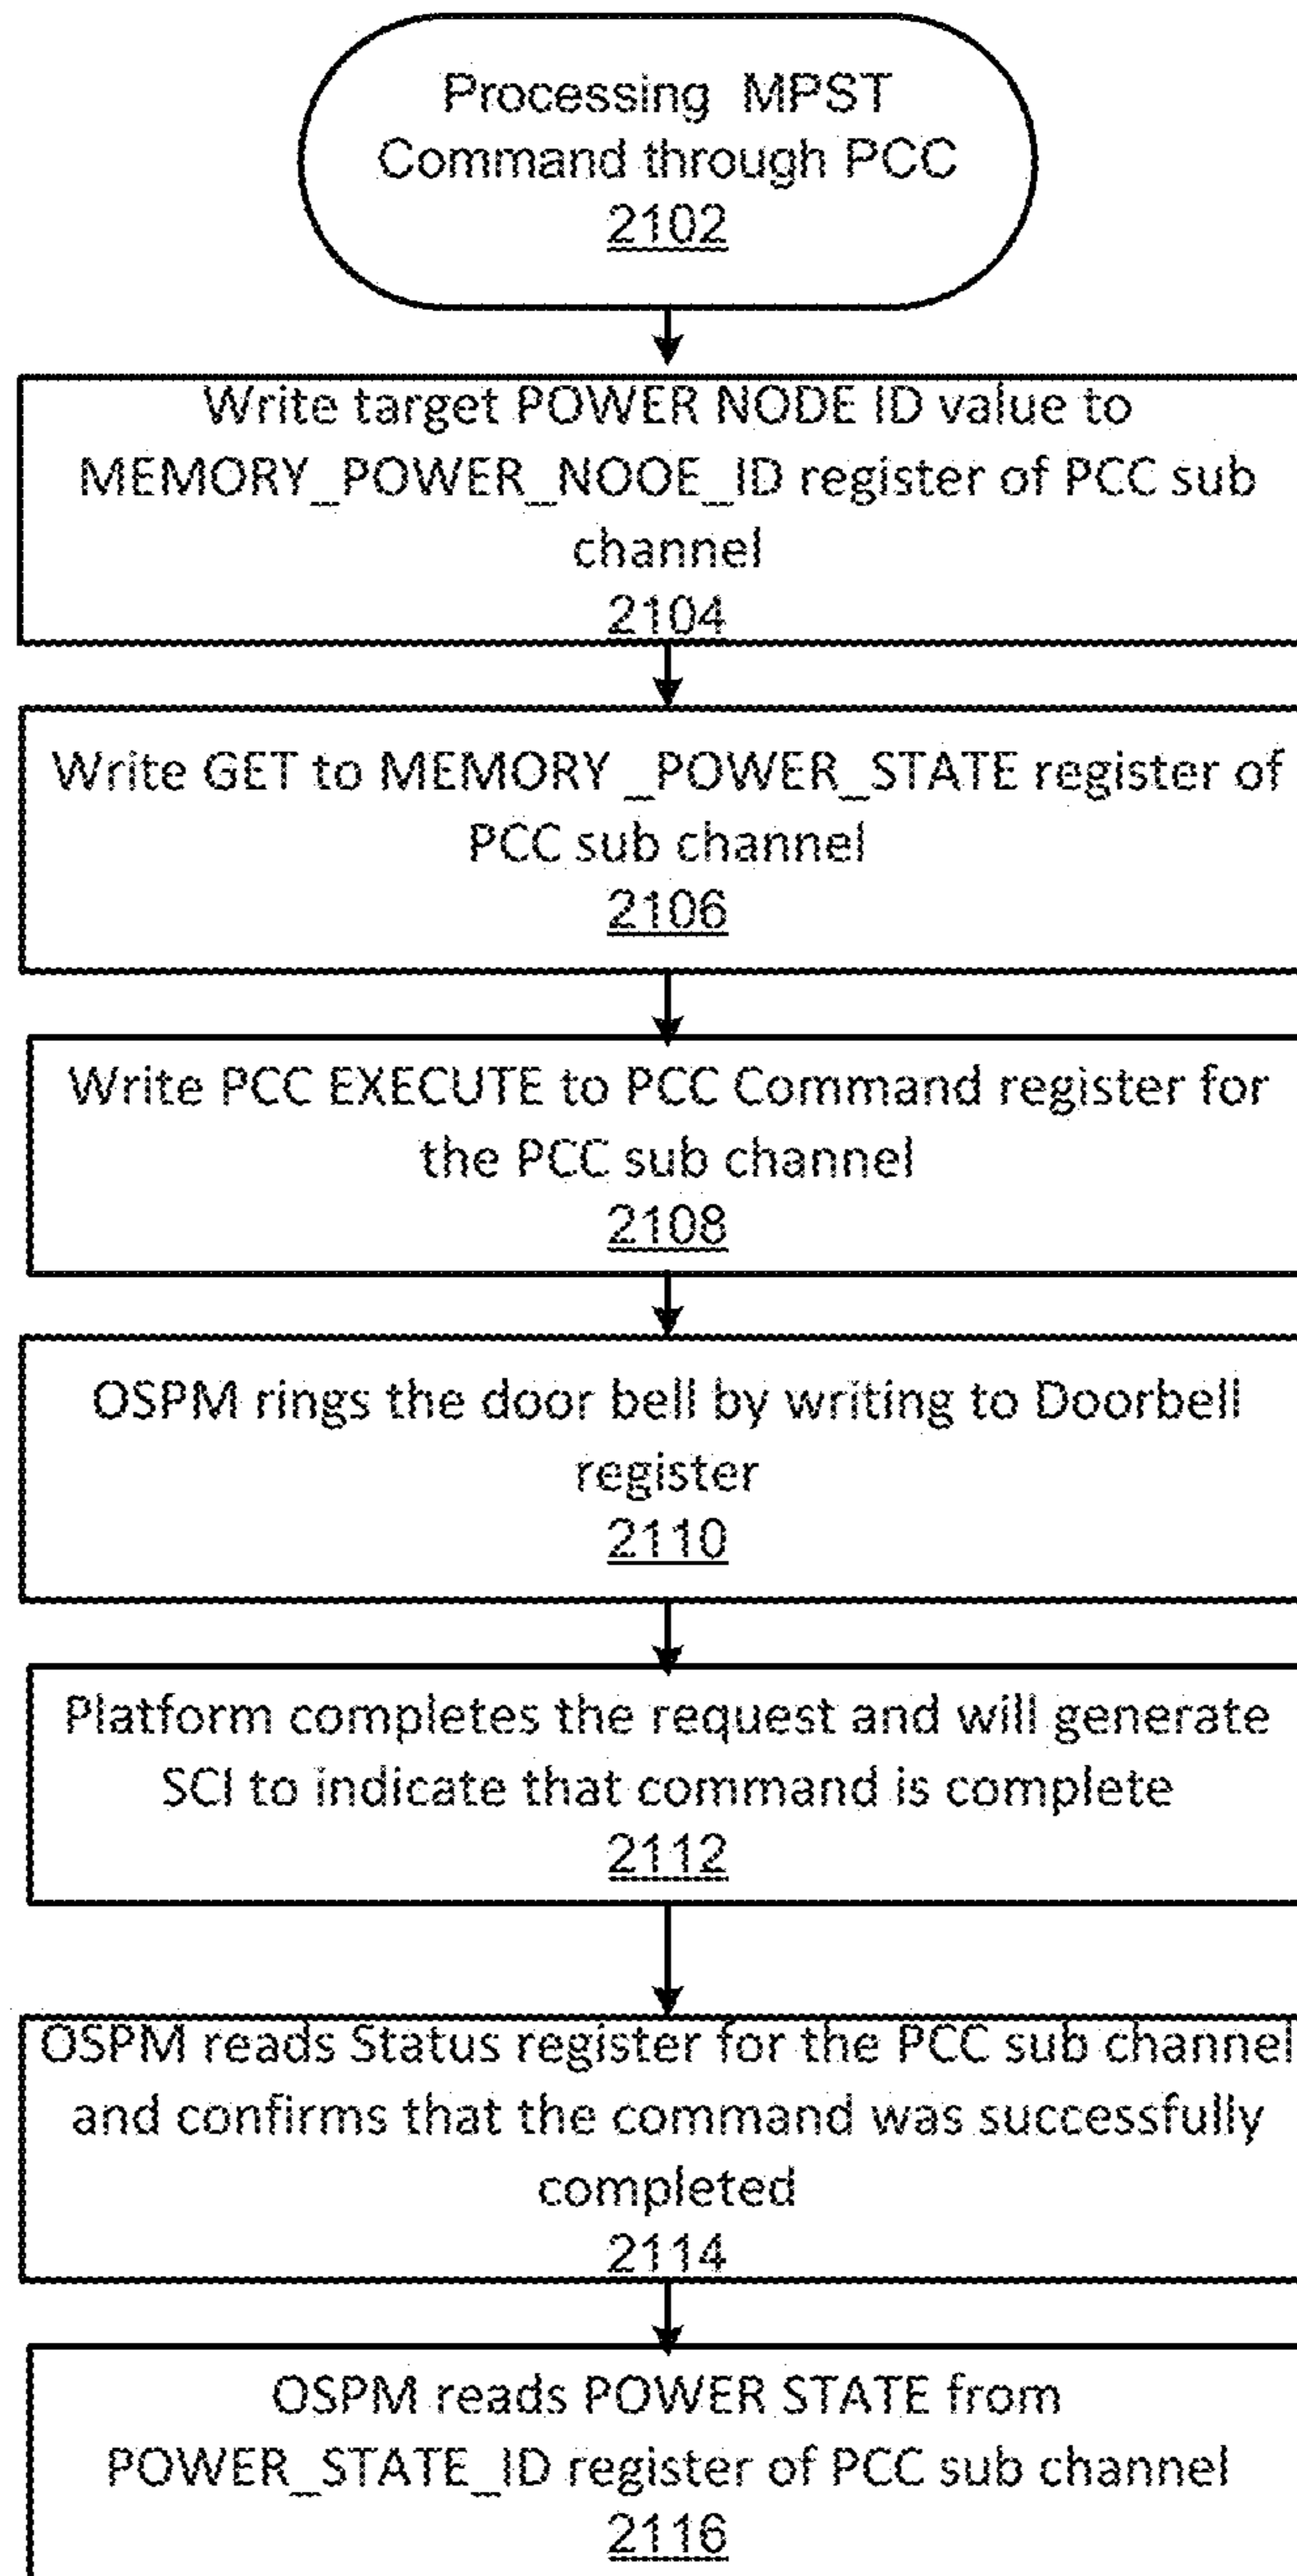 Processing MPST
Command through PCC
2102
Write target POWER NODE ID value to
MEMORY_POWER_NOOE_ID register of PCC sub
channel
2104
Write GET to MEMORY _POWER_STATE register of
PCC sub channel
2106
Write PCC EXECUTE to PCC Command register for
the PCC sub channel
2108
OSPM rings the door bell by writing to Doorbell
register
2110
Platform completes the request and will generate
SCI to indicate that command is complete
2112
OSPM reads Status register for the PCC sub channel
and confirms that the command was successfully
completed
2114
OSPM reads POWER STATE from
POWER_STATE_ID register of PCC sub channel
2116